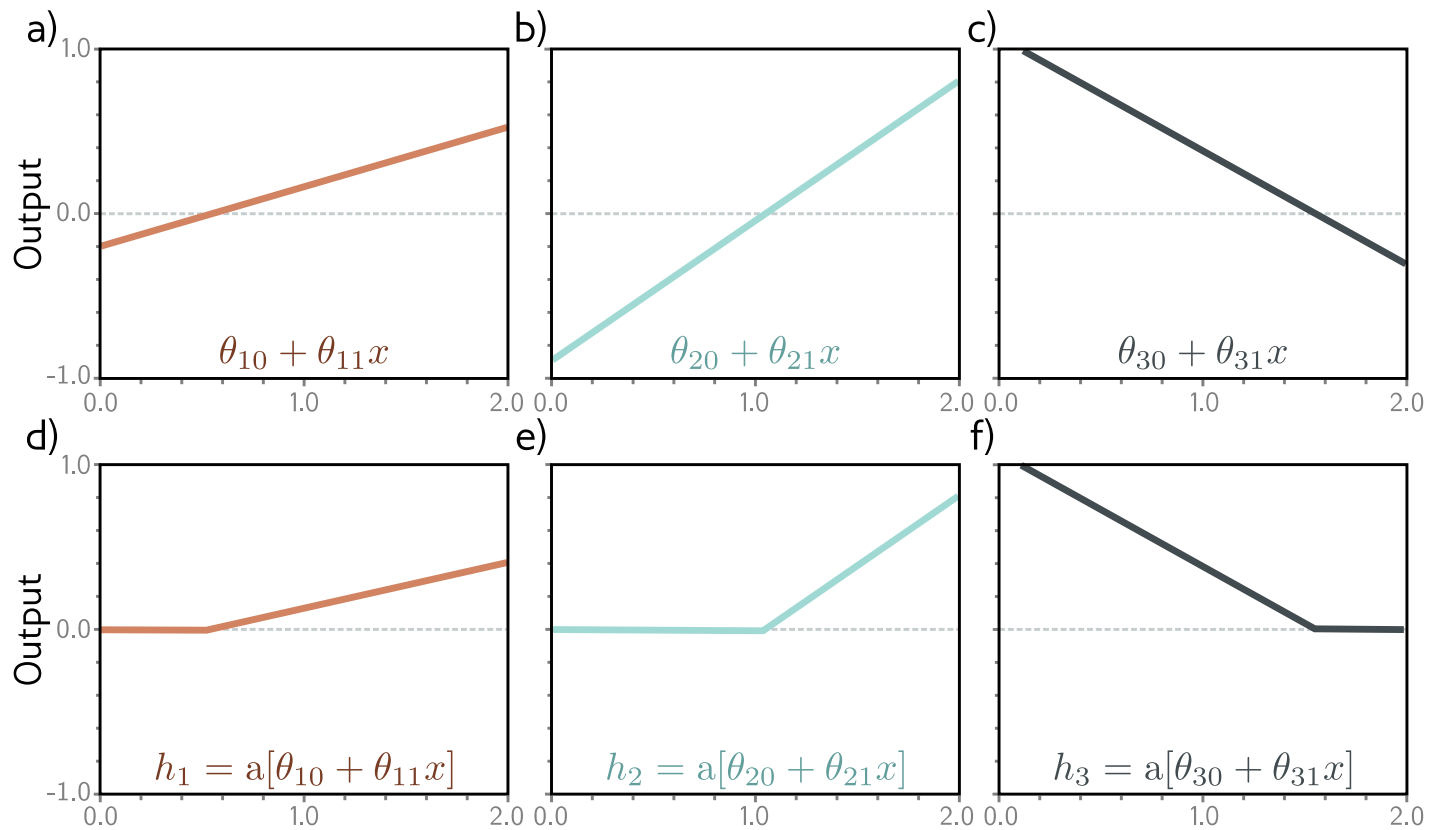 a)
b)
c)
1.0
0.0
-1.0
Output
θ₁₀ + θ₁₁x
θ₂₀ + θ₂₁x
θ₃₀ + θ₃₁x
0.0 1.0 2.0
0.0 1.0 2.0
0.0 1.0 2.0
d)
e)
f)
1.0
0.0
-1.0
Output
h₁ = a[θ₁₀ + θ₁₁x]
h₂ = a[θ₂₀ + θ₂₁x]
h₃ = a[θ₃₀ + θ₃₁x]
0.0 1.0 2.0
0.0 1.0 2.0
0.0 1.0 2.0